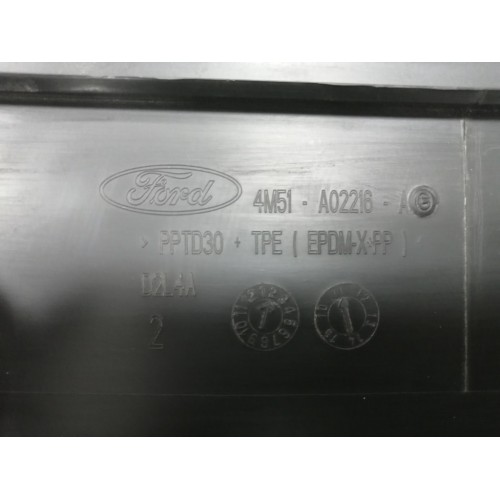 Ford
4M51 - A02216 - A
> PPTD30 + TPE ( EPDM-X+PP )
2